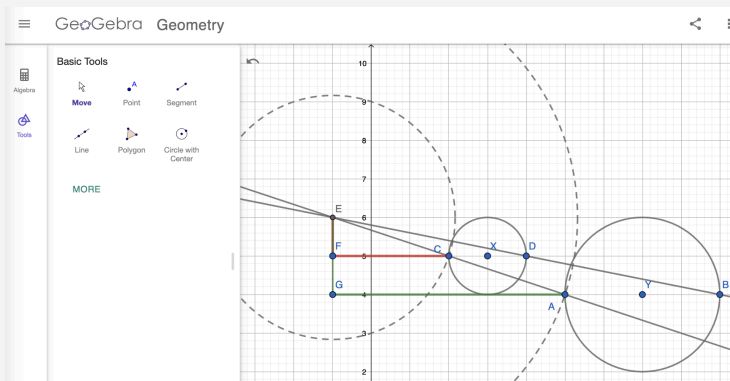 GeoGebra Geometry
Basic Tools
Algebra
Tools
Move Point Segment
Line Polygon Circle with Center
MORE
A
10
9
8
7
6
5
4
3
2
E
F
C
X
D
G
A
Y
B